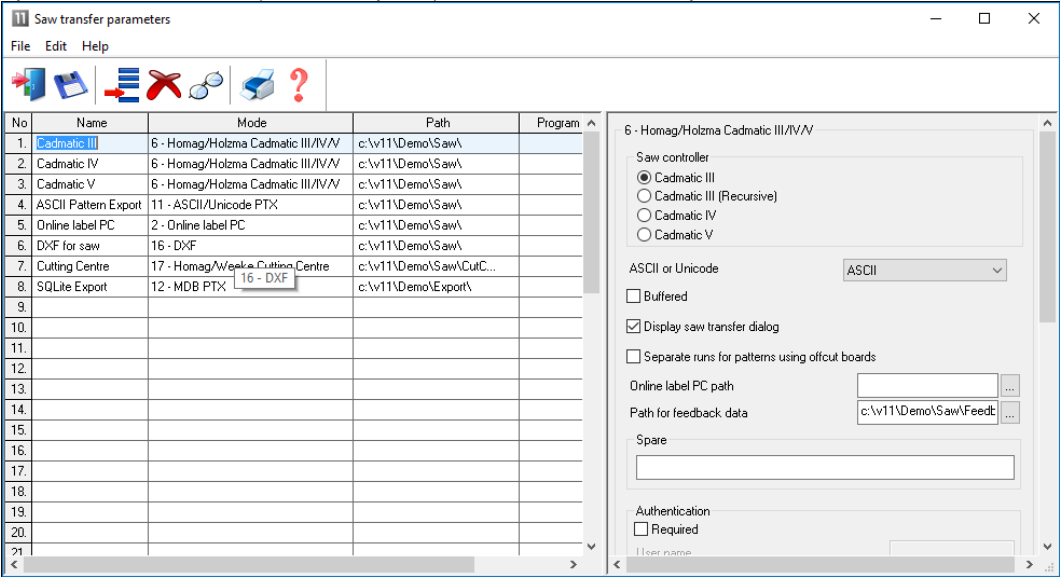 11 Saw transfer parameters
File Edit Help
No Name Mode Path Program
1. Cadmatic III 6 - Homag/Holzma Cadmatic III/IV/V c:\v11\Demo\Saw\
2. Cadmatic IV 6 - Homag/Holzma Cadmatic III/IV/V c:\v11\Demo\Saw\
3. Cadmatic V 6 - Homag/Holzma Cadmatic III/IV/V c:\v11\Demo\Saw\
4. ASCII Pattern Export 11 - ASCII/Unicode PTX c:\v11\Demo\Saw\
5. Online label PC 2 - Online label PC c:\v11\Demo\Saw\
6. DXF for saw 16 - DXF c:\v11\Demo\Saw\
7. Cutting Centre 17 - Homag/Weeke Cutting Centre c:\v11\Demo\Saw\CutC...
16 - DXF
8. SQLite Export 12 - MDB PTX c:\v11\Demo\Export\
9.
10.
11.
12.
13.
14.
15.
16.
17.
18.
19.
20.
21
6 - Homag/Holzma Cadmatic III/IV/V
Saw controller
Cadmatic III
Cadmatic III (Recursive)
Cadmatic IV
Cadmatic V
ASCII or Unicode ASCII
Buffered
Display saw transfer dialog
Separate runs for patterns using offcut boards
Online label PC path ...
Path for feedback data c:\v11\Demo\Saw\Feedb ...
Spare
Authentication
Required
User name